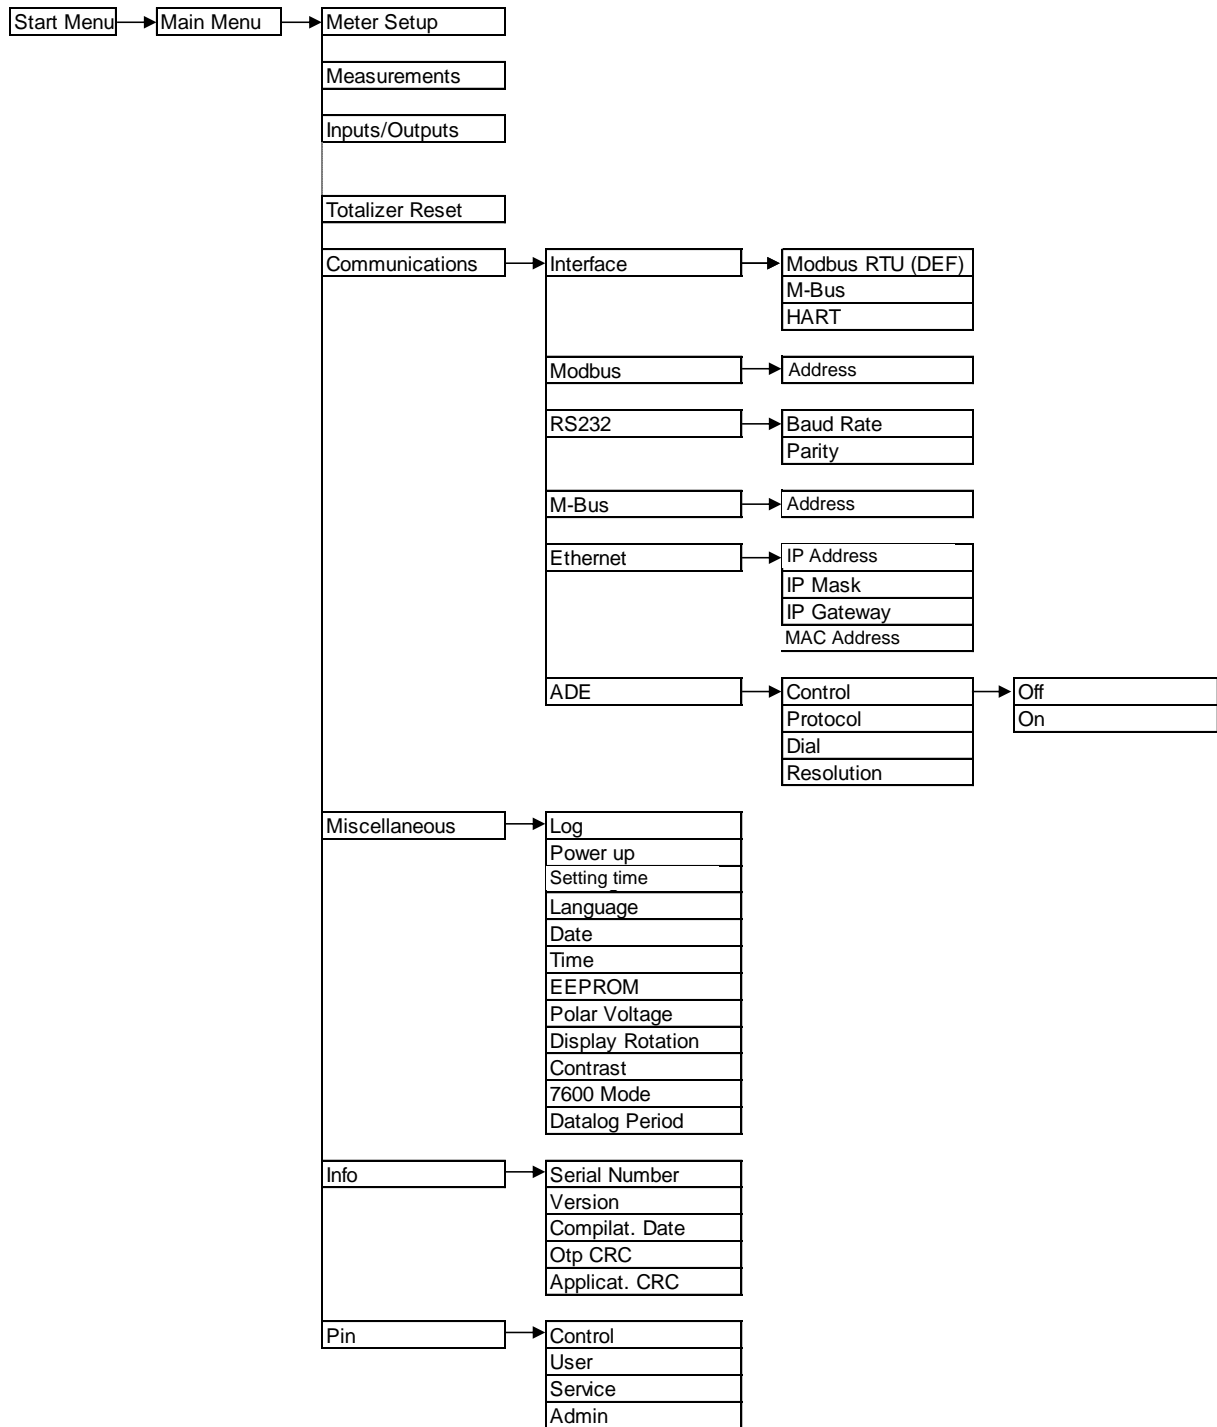 Start Menu
Main Menu
Meter Setup
Measurements
Inputs/Outputs
Totalizer Reset
Communications
Interface
Modbus RTU (DEF)
M-Bus
HART
Modbus
Address
RS232
Baud Rate
Parity
M-Bus
Address
Ethernet
IP Address
IP Mask
IP Gateway
MAC Address
ADE
Control
Off
On
Protocol
Dial
Resolution
Miscellaneous
Log
Power up
Setting time
Language
Date
Time
EEPROM
Polar Voltage
Display Rotation
Contrast
7600 Mode
Datalog Period
Info
Serial Number
Version
Compilat. Date
Otp CRC
Applicat. CRC
Pin
Control
User
Service
Admin